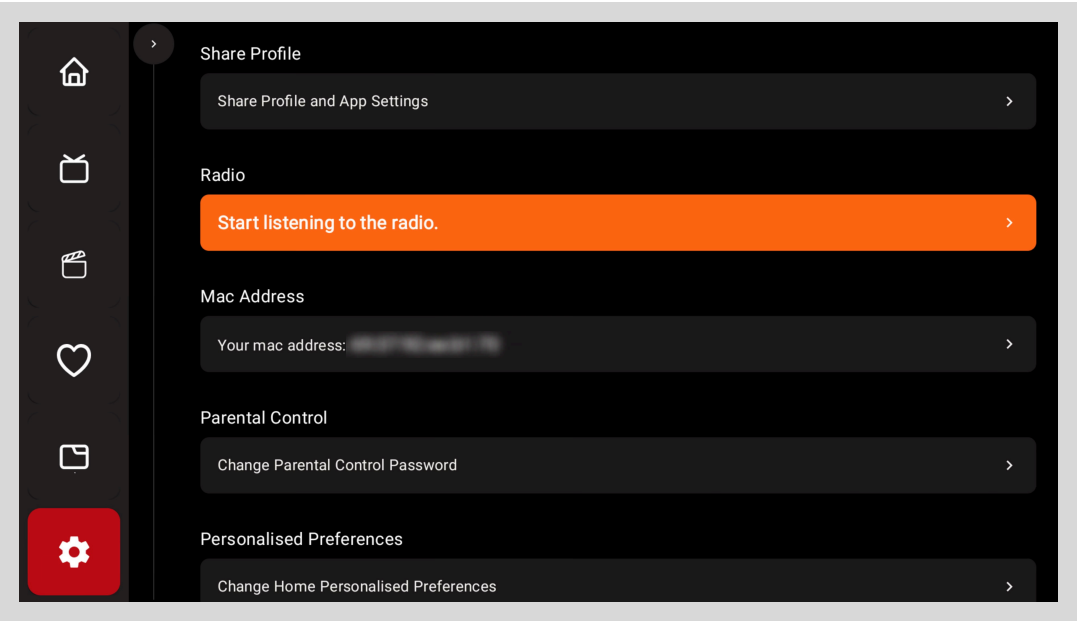 Share Profile
Share Profile and App Settings
Radio
Start listening to the radio.
Mac Address
Your mac address:
Parental Control
Change Parental Control Password
Personalised Preferences
Change Home Personalised Preferences